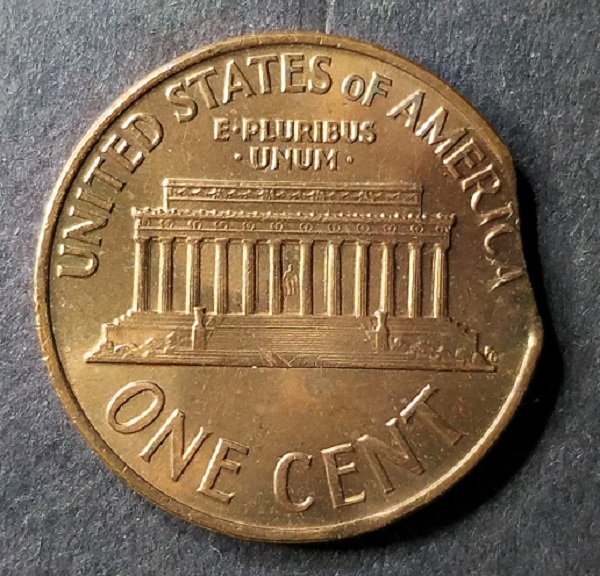 UNITED STATES OF AMERICA
E·PLURIBUS
·UNUM·
ONE CENT